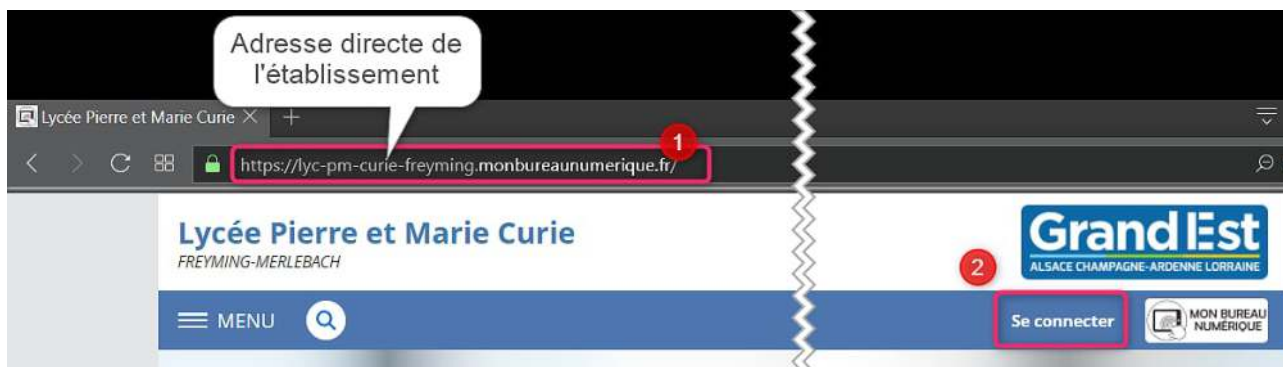 Adresse directe de
l'établissement
Lycée Pierre et Marie Curie
1
https://lyc-pm-curie-freyming.monbureaunumerique.fr/
Lycée Pierre et Marie Curie
FREYMING-MERLEBACH
Grand Est
ALSACE CHAMPAGNE-ARDENNE LORRAINE
2
MENU
Se connecter
MON BUREAU
NUMÉRIQUE